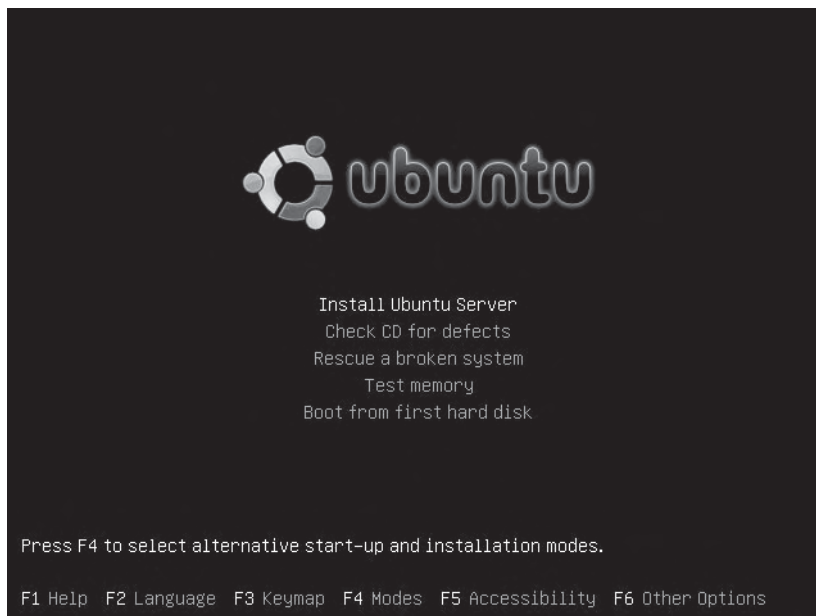 ubuntu
Install Ubuntu Server
Check CD for defects
Rescue a broken system
Test memory
Boot from first hard disk
Press F4 to select alternative start-up and installation modes.
F1 Help F2 Language F3 Keymap F4 Modes F5 Accessibility F6 Other Options